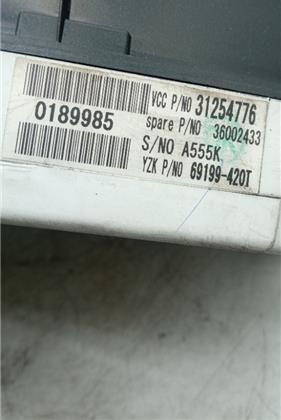 VCC P/NO 31254776
0189985
spare P/NO 36002433
S/NO A555K
YZK P/NO 69199-420T